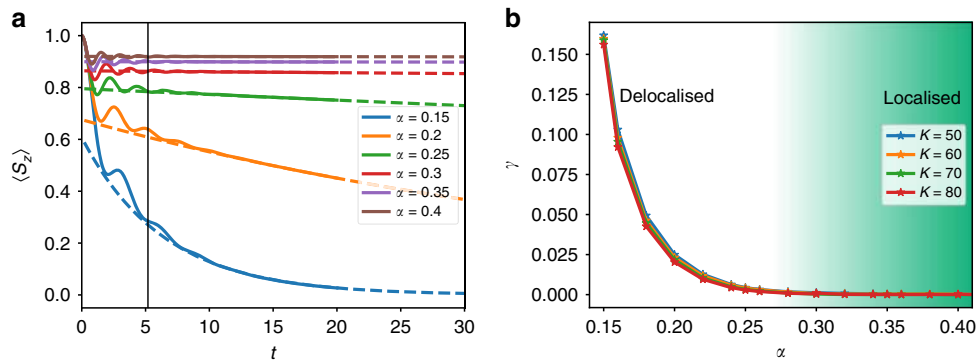 a
1.0
0.8
0.6
0.4
0.2
0.0
⟨Sz⟩
α = 0.15
α = 0.2
α = 0.25
α = 0.3
α = 0.35
α = 0.4
0 5 10 15 20 25 30
t
b
0.150
0.125
0.100
0.075
0.050
0.025
0.000
γ
Delocalised
Localised
K = 50
K = 60
K = 70
K = 80
0.15 0.20 0.25 0.30 0.35 0.40
α